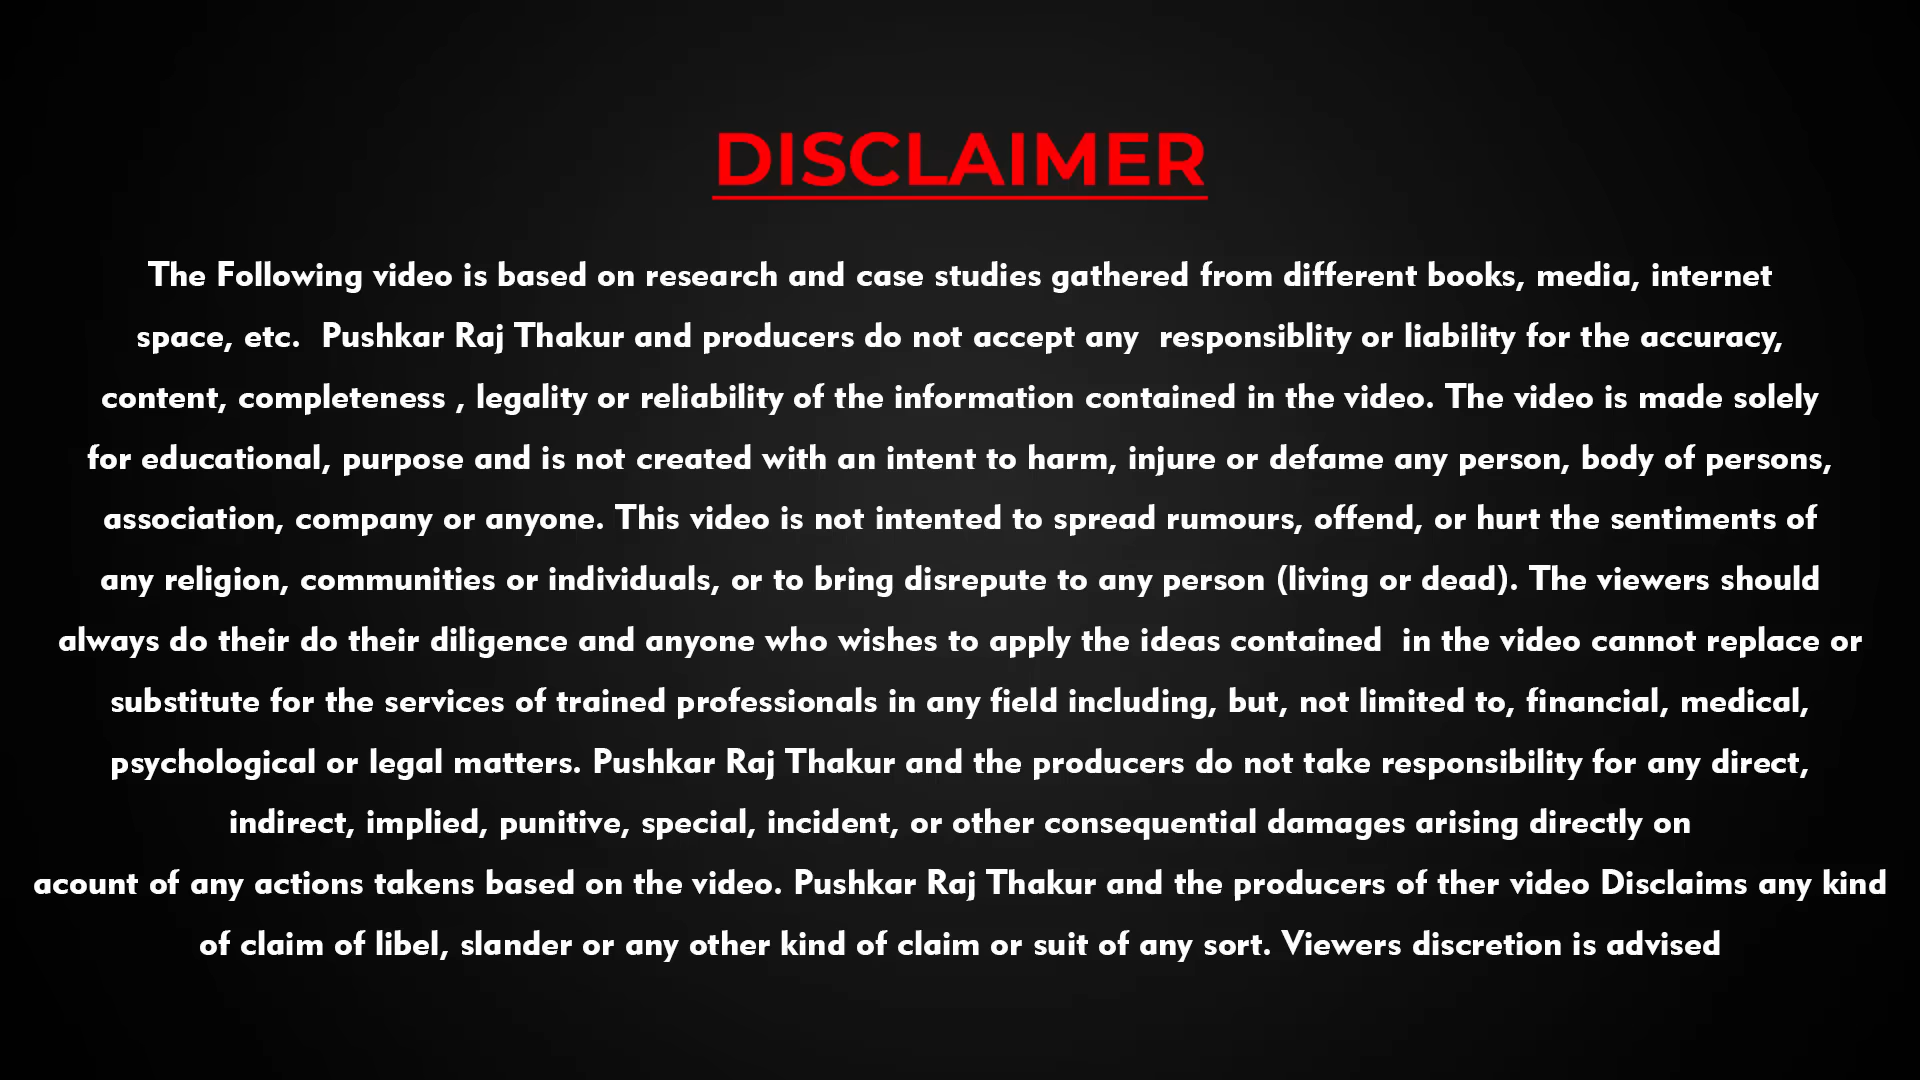 DISCLAIMER
The Following video is based on research and case studies gathered from different books, media, internet
space, etc.  Pushkar Raj Thakur and producers do not accept any  responsiblity or liability for the accuracy,
content, completeness , legality or reliability of the information contained in the video. The video is made solely
for educational, purpose and is not created with an intent to harm, injure or defame any person, body of persons,
association, company or anyone. This video is not intented to spread rumours, offend, or hurt the sentiments of
any religion, communities or individuals, or to bring disrepute to any person (living or dead). The viewers should
always do their do their diligence and anyone who wishes to apply the ideas contained  in the video cannot replace or
substitute for the services of trained professionals in any field including, but, not limited to, financial, medical,
psychological or legal matters. Pushkar Raj Thakur and the producers do not take responsibility for any direct,
indirect, implied, punitive, special, incident, or other consequential damages arising directly on
acount of any actions takens based on the video. Pushkar Raj Thakur and the producers of ther video Disclaims any kind
of claim of libel, slander or any other kind of claim or suit of any sort. Viewers discretion is advised